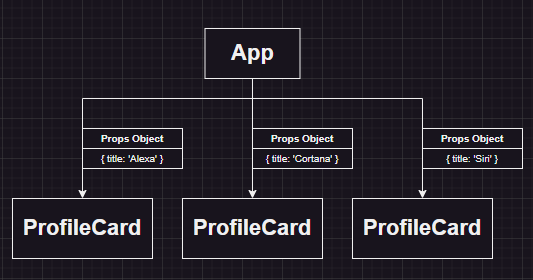 App
Props Object
{ title: 'Alexa' }
Props Object
{ title: 'Cortana' }
Props Object
{ title: 'Siri' }
ProfileCard
ProfileCard
ProfileCard